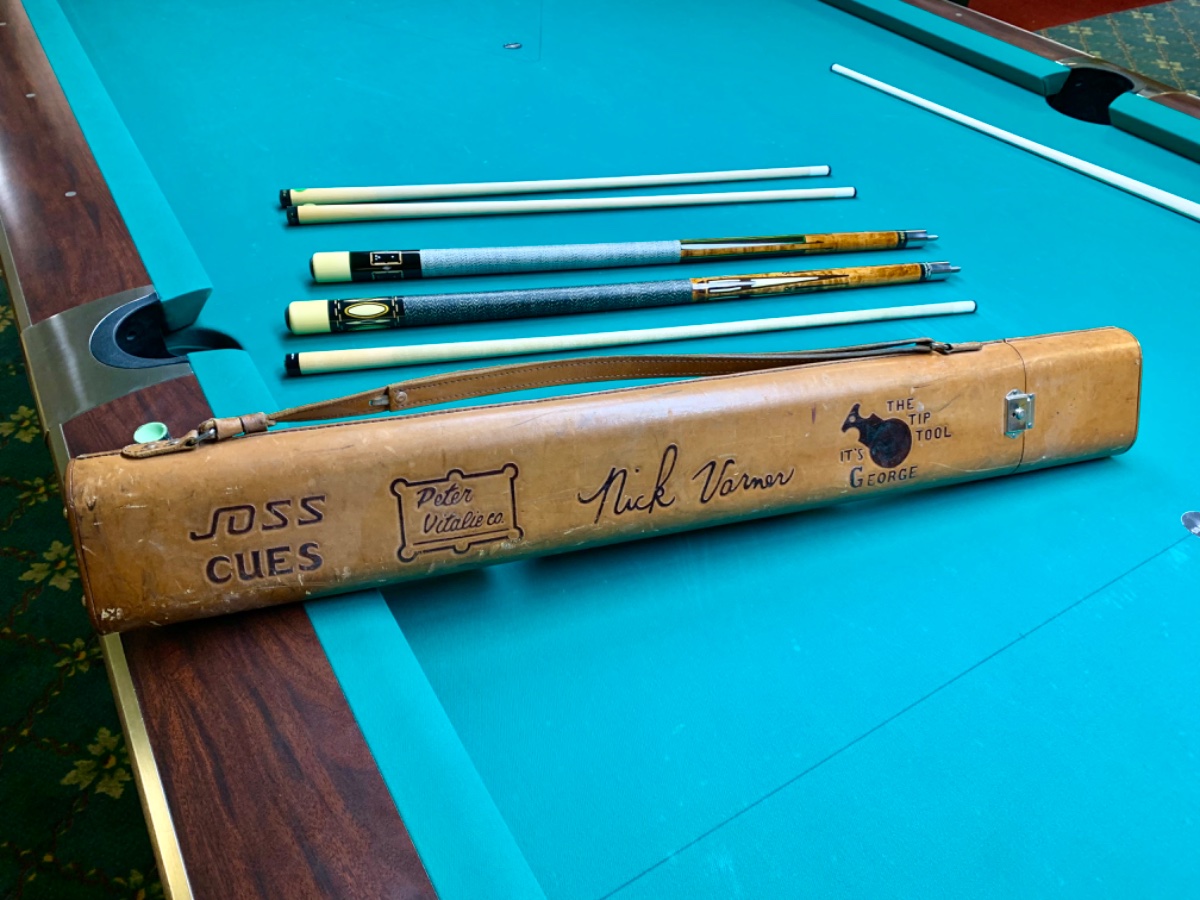 JOSS
CUES
Peter
Vitalie co.
Nick Varner
THE
TIP
TOOL
IT'S
GEORGE